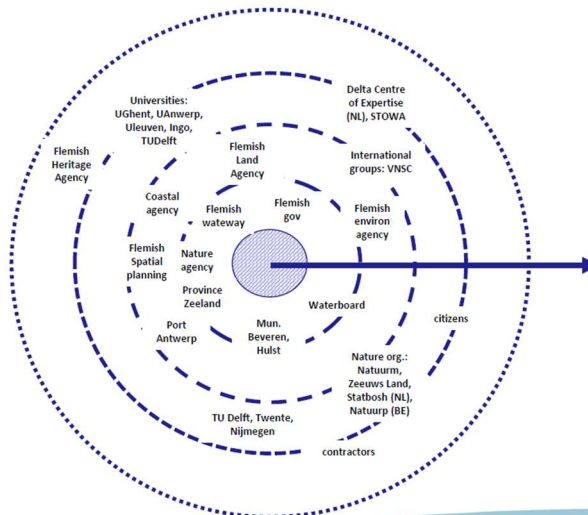 Universities:
UGhent, UAnwerp,
Uleuven, Ingo,
TUDelft
Delta Centre
of Expertise
(NL), STOWA
Flemish
Heritage
Agency
Flemish
Land
Agency
International
groups: VNSC
Coastal
agency
Flemish
wateway
Flemish
gov
Flemish
environ
agency
Flemish
Spatial
planning
Nature
agency
Province
Zeeland
Waterboard
Port
Antwerp
Mun.
Beveren,
Hulst
citizens
Nature org.:
Natuurm,
Zeeuws Land,
Statbosh (NL),
Natuurp (BE)
TU Delft, Twente,
Nijmegen
contractors